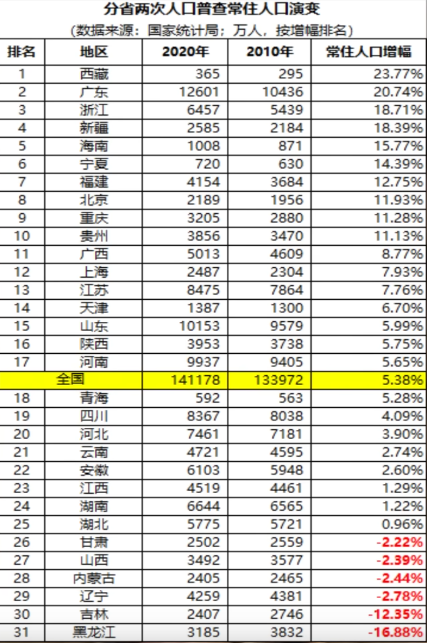 分省两次人口普查常住人口演变
(数据来源：国家统计局；万人，按增幅排名)
排名 地区 2020年 2010年 常住人口增幅
1 西藏 365 295 23.77%
2 广东 12601 10436 20.74%
3 浙江 6457 5439 18.71%
4 新疆 2585 2184 18.39%
5 海南 1008 871 15.77%
6 宁夏 720 630 14.39%
7 福建 4154 3684 12.75%
8 北京 2189 1956 11.93%
9 重庆 3205 2880 11.28%
10 贵州 3856 3470 11.13%
11 广西 5013 4609 8.77%
12 上海 2487 2304 7.93%
13 江苏 8475 7864 7.76%
14 天津 1387 1300 6.70%
15 山东 10153 9579 5.99%
16 陕西 3953 3738 5.75%
17 河南 9937 9405 5.65%
全国 141178 133972 5.38%
18 青海 592 563 5.28%
19 四川 8367 8038 4.09%
20 河北 7461 7181 3.90%
21 云南 4721 4595 2.74%
22 安徽 6103 5948 2.60%
23 江西 4519 4461 1.29%
24 湖南 6644 6565 1.22%
25 湖北 5775 5721 0.96%
26 甘肃 2502 2559 -2.22%
27 山西 3492 3577 -2.39%
28 内蒙古 2405 2465 -2.44%
29 辽宁 4259 4381 -2.78%
30 吉林 2407 2746 -12.35%
31 黑龙江 3185 3832 -16.88%